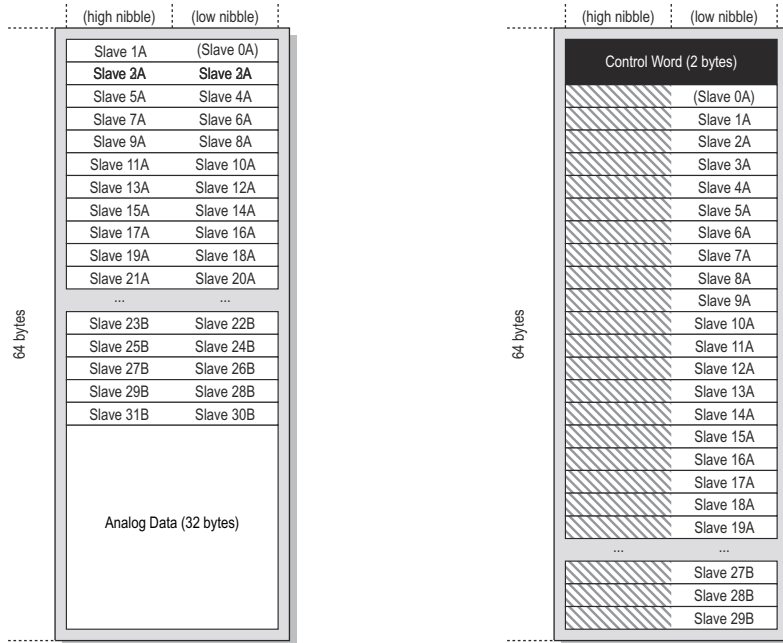 (high nibble) (low nibble)
Slave 1A (Slave 0A)
Slave Slave
Slave 5A Slave 4A
Slave 7A Slave 6A
Slave 9A Slave 8A
Slave 11A Slave 10A
Slave 13A Slave 12A
Slave 15A Slave 14A
Slave 17A Slave 16A
Slave 19A Slave 18A
Slave 21A Slave 20A
... ...
Slave 23B Slave 22B
Slave 25B Slave 24B
Slave 27B Slave 26B
Slave 29B Slave 28B
Slave 31B Slave 30B
Analog Data (32 bytes)
64 bytes
(high nibble) (low nibble)
Control Word (2 bytes)
(Slave 0A)
Slave 1A
Slave 2A
Slave 3A
Slave 4A
Slave 5A
Slave 6A
Slave 7A
Slave 8A
Slave 9A
Slave 10A
Slave 11A
Slave 12A
Slave 13A
Slave 14A
Slave 15A
Slave 16A
Slave 17A
Slave 18A
Slave 19A
... ...
Slave 27B
Slave 28B
Slave 29B
64 bytes